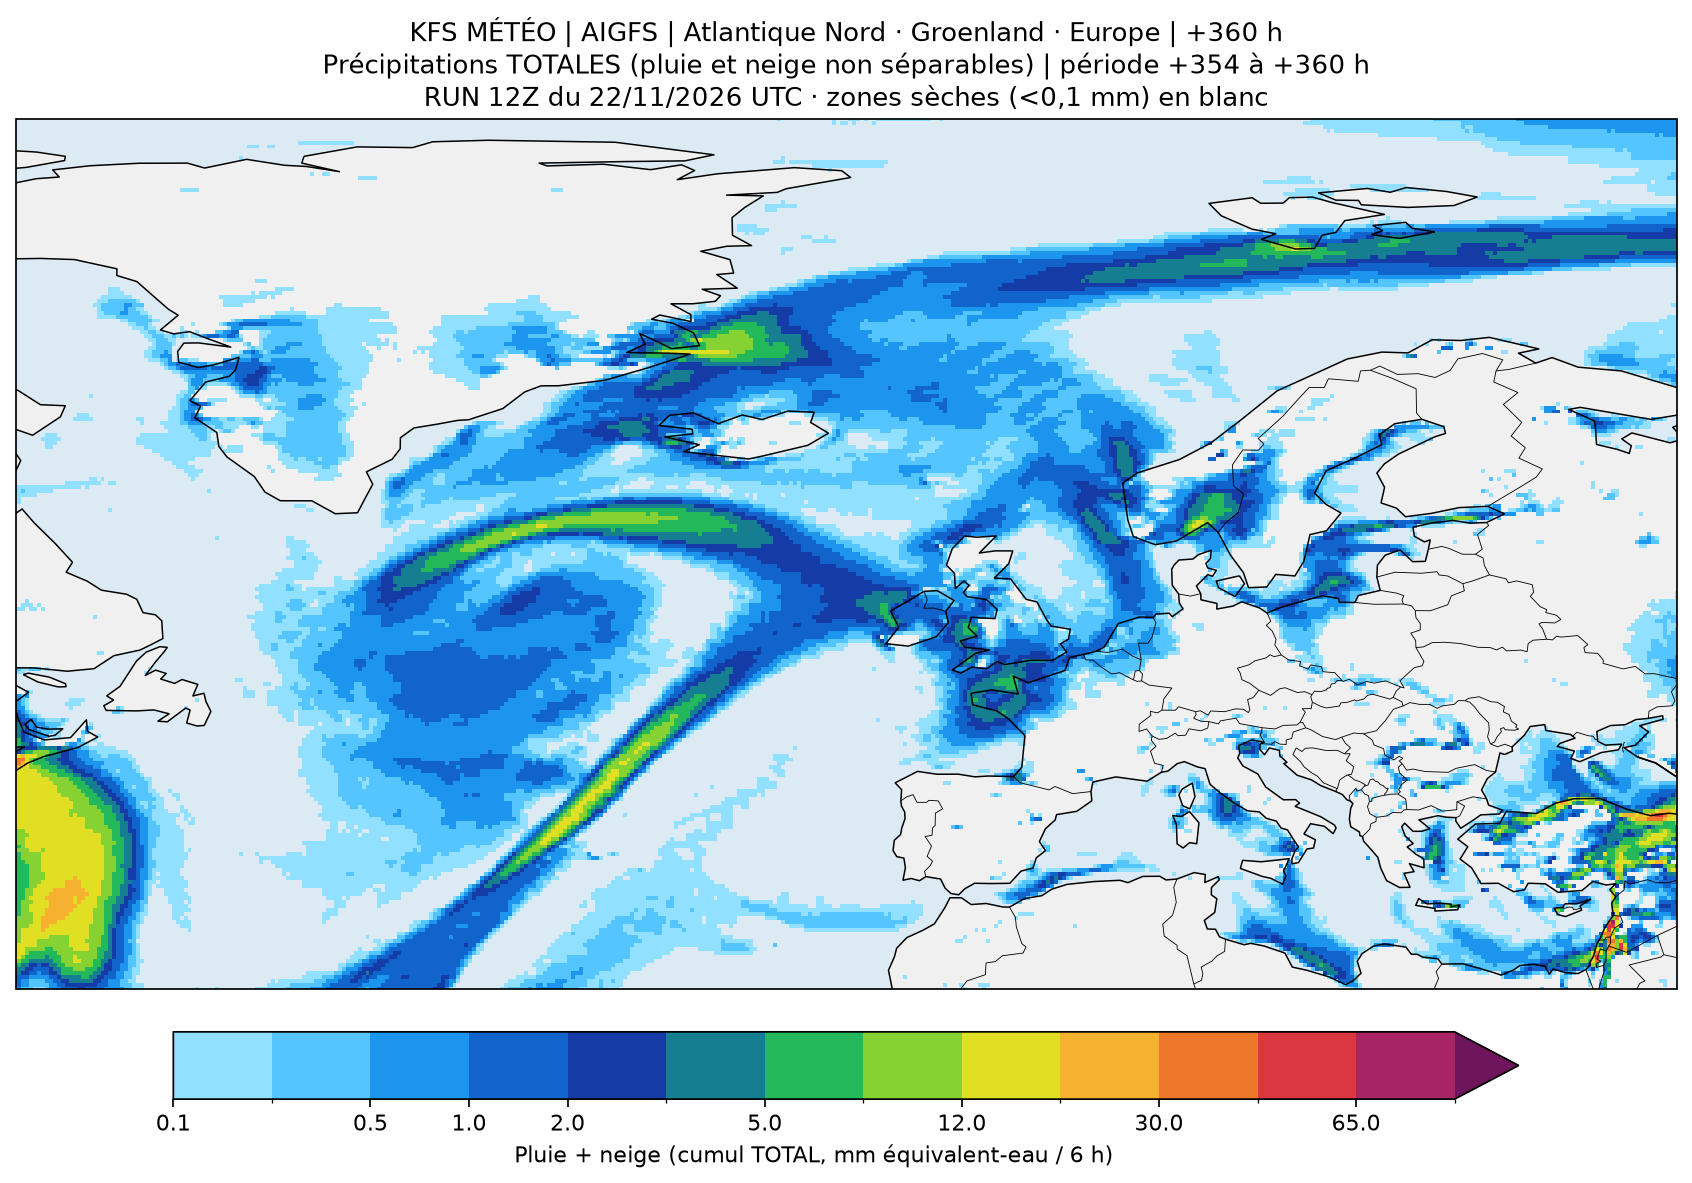 KFS MÉTÉO | AIGFS | Atlantique Nord · Groenland · Europe | +360 h
Précipitations TOTALES (pluie et neige non séparables) | période +354 à +360 h
RUN 12Z du 22/11/2026 UTC · zones sèches (<0,1 mm) en blanc
0.1 0.5 1.0 2.0 5.0 12.0 30.0 65.0
Pluie + neige (cumul TOTAL, mm équivalent-eau / 6 h)